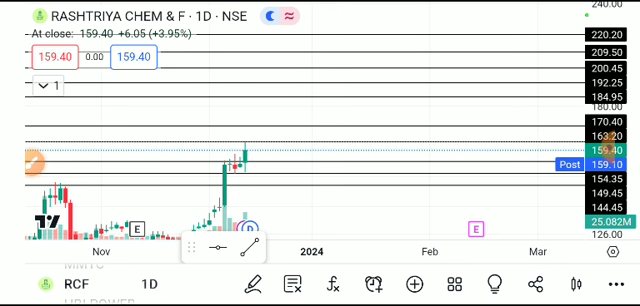 RASHTRIYA CHEM & F · 1D · NSE
At close: 159.40 +6.05 (+3.95%)
159.40 0.00 159.40
1
240.00
220.20
209.50
200.45
192.25
184.95
180.00
170.40
163.20
159.40
Post 159.10
154.35
149.45
144.45
25.082M
126.00
E
D
E
Nov 2024 Feb Mar
RCF 1D